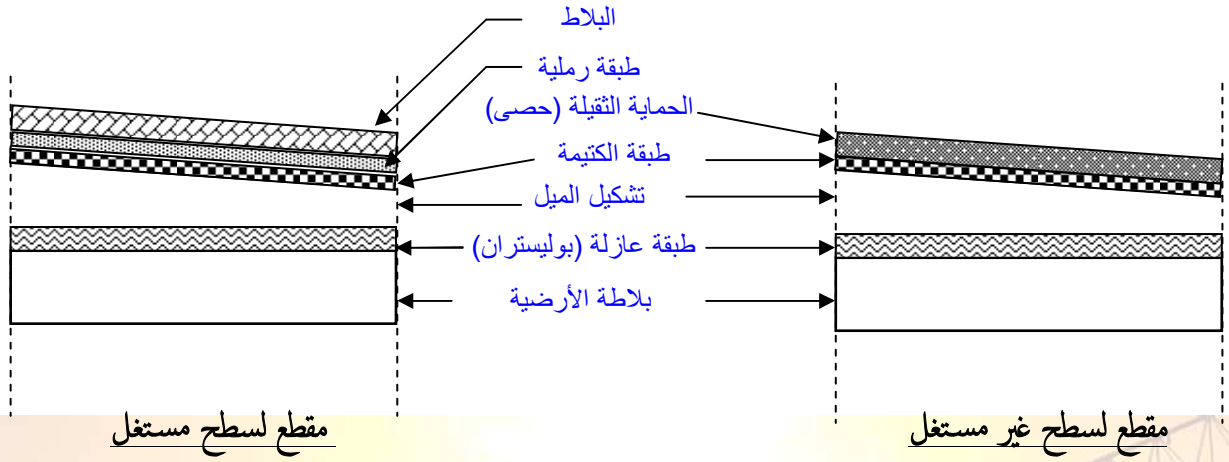 البلاط
طبقة رملية
الحماية الثقيلة (حصى)
طبقة الكتيمة
تشكيل الميل
طبقة عازلة (بوليستران)
بلاطة الأرضية
مقطع لسطح غير مستغل
مقطع لسطح مستغل